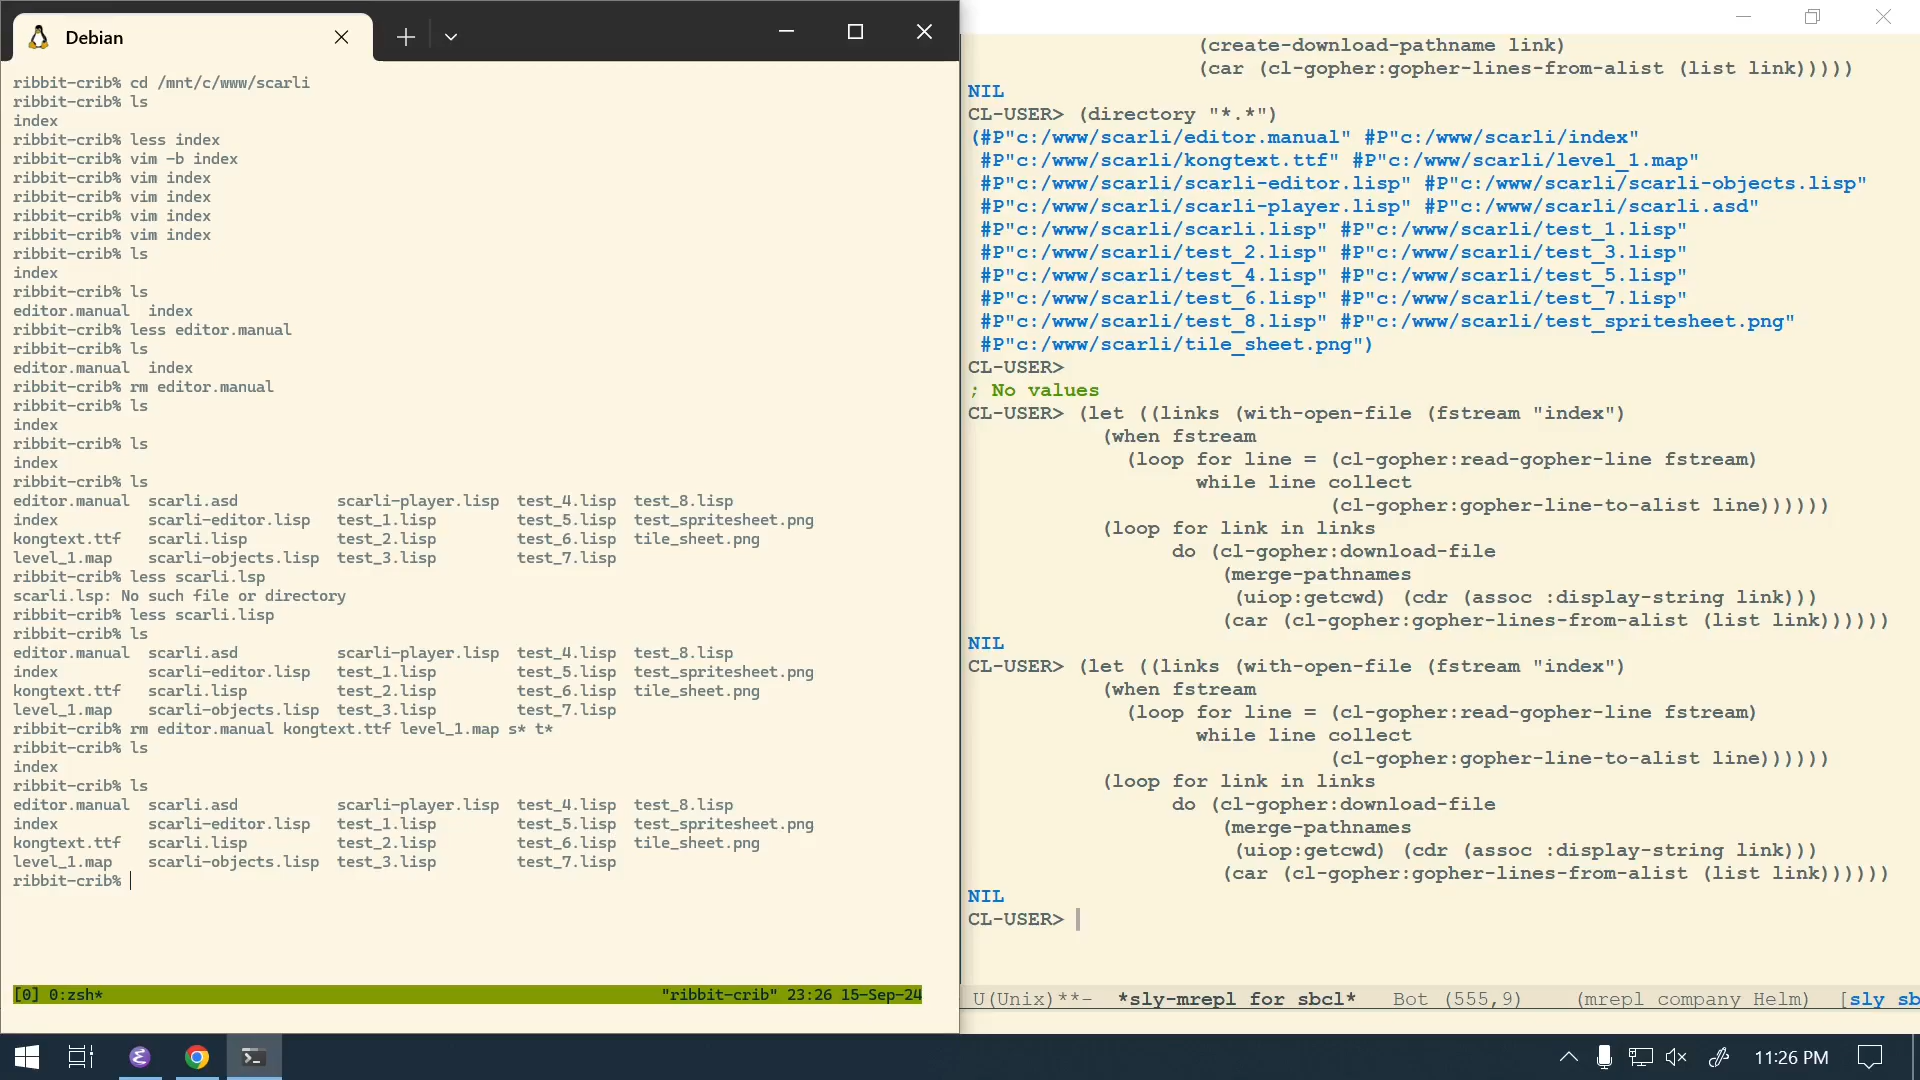 Debian
ribbit-crib% cd /mnt/c/www/scarli
ribbit-crib% ls
index
ribbit-crib% less index
ribbit-crib% vim -b index
ribbit-crib% vim index
ribbit-crib% vim index
ribbit-crib% vim index
ribbit-crib% vim index
ribbit-crib% ls
index
ribbit-crib% ls
editor.manual  index
ribbit-crib% less editor.manual
ribbit-crib% ls
editor.manual  index
ribbit-crib% rm editor.manual
ribbit-crib% ls
index
ribbit-crib% ls
index
ribbit-crib% ls
editor.manual  scarli.asd           scarli-player.lisp  test_4.lisp  test_8.lisp
index          scarli-editor.lisp   test_1.lisp         test_5.lisp  test_spritesheet.png
kongtext.ttf   scarli.lisp          test_2.lisp         test_6.lisp  tile_sheet.png
level_1.map    scarli-objects.lisp  test_3.lisp         test_7.lisp
ribbit-crib% less scarli.lsp
scarli.lsp: No such file or directory
ribbit-crib% less scarli.lisp
ribbit-crib% ls
editor.manual  scarli.asd           scarli-player.lisp  test_4.lisp  test_8.lisp
index          scarli-editor.lisp   test_1.lisp         test_5.lisp  test_spritesheet.png
kongtext.ttf   scarli.lisp          test_2.lisp         test_6.lisp  tile_sheet.png
level_1.map    scarli-objects.lisp  test_3.lisp         test_7.lisp
ribbit-crib% rm editor.manual kongtext.ttf level_1.map s* t*
ribbit-crib% ls
index
ribbit-crib% ls
editor.manual  scarli.asd           scarli-player.lisp  test_4.lisp  test_8.lisp
index          scarli-editor.lisp   test_1.lisp         test_5.lisp  test_spritesheet.png
kongtext.ttf   scarli.lisp          test_2.lisp         test_6.lisp  tile_sheet.png
level_1.map    scarli-objects.lisp  test_3.lisp         test_7.lisp
ribbit-crib%
[0] 0:zsh* "ribbit-crib" 23:26 15-Sep-24
(create-download-pathname link)
(car (cl-gopher:gopher-lines-from-alist (list link)))))
NIL
CL-USER> (directory "*.*")
(#P"c:/www/scarli/editor.manual" #P"c:/www/scarli/index"
#P"c:/www/scarli/kongtext.ttf" #P"c:/www/scarli/level_1.map"
#P"c:/www/scarli/scarli-editor.lisp" #P"c:/www/scarli/scarli-objects.lisp"
#P"c:/www/scarli/scarli-player.lisp" #P"c:/www/scarli/scarli.asd"
#P"c:/www/scarli/scarli.lisp" #P"c:/www/scarli/test_1.lisp"
#P"c:/www/scarli/test_2.lisp" #P"c:/www/scarli/test_3.lisp"
#P"c:/www/scarli/test_4.lisp" #P"c:/www/scarli/test_5.lisp"
#P"c:/www/scarli/test_6.lisp" #P"c:/www/scarli/test_7.lisp"
#P"c:/www/scarli/test_8.lisp" #P"c:/www/scarli/test_spritesheet.png"
#P"c:/www/scarli/tile_sheet.png")
CL-USER>
; No values
CL-USER> (let ((links (with-open-file (fstream "index")
(when fstream
(loop for line = (cl-gopher:read-gopher-line fstream)
while line collect
(cl-gopher:gopher-line-to-alist line))))))
(loop for link in links
do (cl-gopher:download-file
(merge-pathnames
(uiop:getcwd) (cdr (assoc :display-string link)))
(car (cl-gopher:gopher-lines-from-alist (list link))))))
NIL
CL-USER> (let ((links (with-open-file (fstream "index")
(when fstream
(loop for line = (cl-gopher:read-gopher-line fstream)
while line collect
(cl-gopher:gopher-line-to-alist line))))))
(loop for link in links
do (cl-gopher:download-file
(merge-pathnames
(uiop:getcwd) (cdr (assoc :display-string link)))
(car (cl-gopher:gopher-lines-from-alist (list link))))))
NIL
CL-USER>
U(Unix)**-  *sly-mrepl for sbcl*   Bot (555,9)    (mrepl company Helm)  [sly sb
11:26 PM